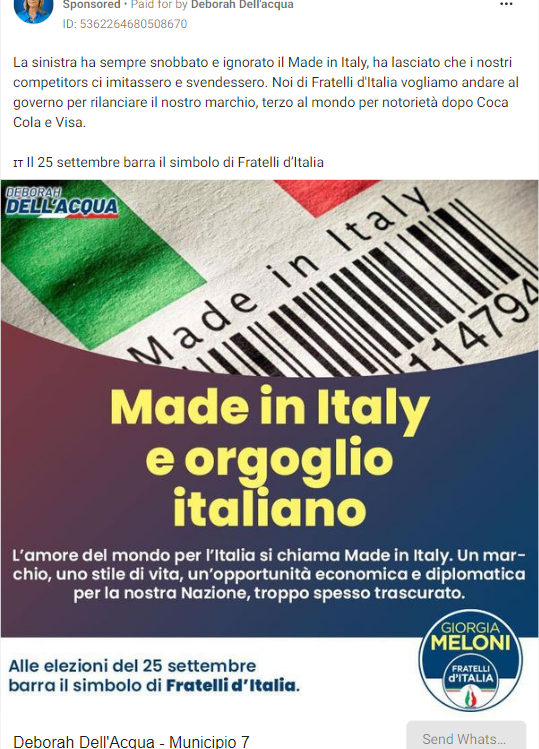 Sponsored • Paid for by Deborah Dell'acqua
ID: 5362264680508670
La sinistra ha sempre snobbato e ignorato il Made in Italy, ha lasciato che i nostri
competitors ci imitassero e svendessero. Noi di Fratelli d'Italia vogliamo andare al
governo per rilanciare il nostro marchio, terzo al mondo per notorietà dopo Coca
Cola e Visa.
IT Il 25 settembre barra il simbolo di Fratelli d’Italia
DEBORAH
DELL'ACQUA
Made in Italy
114794
Made in Italy
e orgoglio
italiano
L’amore del mondo per l’Italia si chiama Made in Italy. Un mar-
chio, uno stile di vita, un’opportunità economica e diplomatica
per la nostra Nazione, troppo spesso trascurato.
GIORGIA
MELONI
FRATELLI
d'ITALIA
Alle elezioni del 25 settembre
barra il simbolo di Fratelli d’Italia.
Deborah Dell'Acqua - Municipio 7
Send Whats...